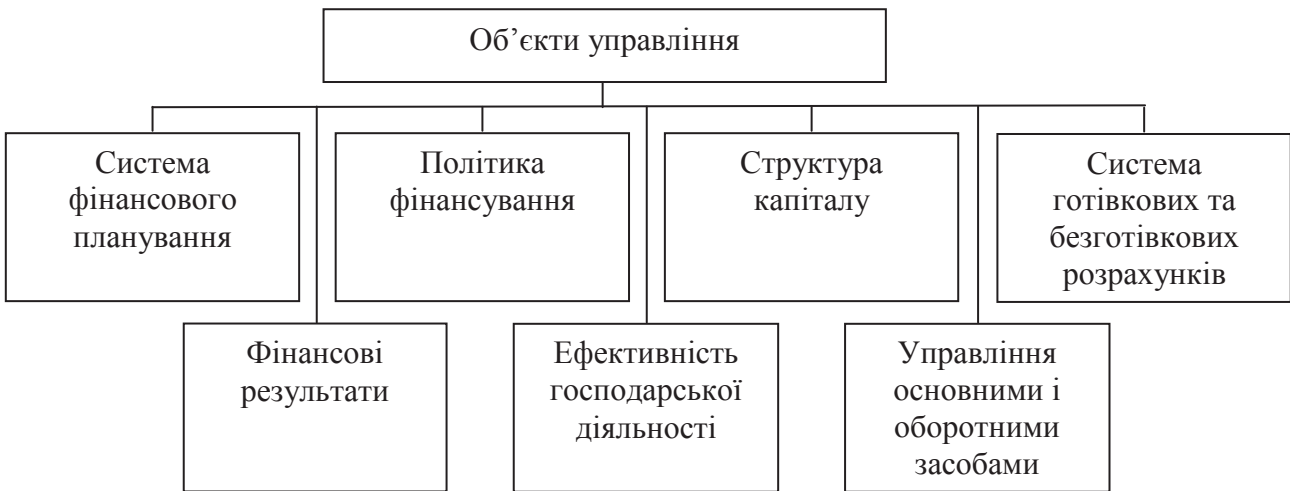 Об’єкти управління
Система
фінансового
планування
Політика
фінансування
Структура
капіталу
Система
готівкових та
безготівкових
розрахунків
Фінансові
результати
Ефективність
господарської
діяльності
Управління
основними і
оборотними
засобами